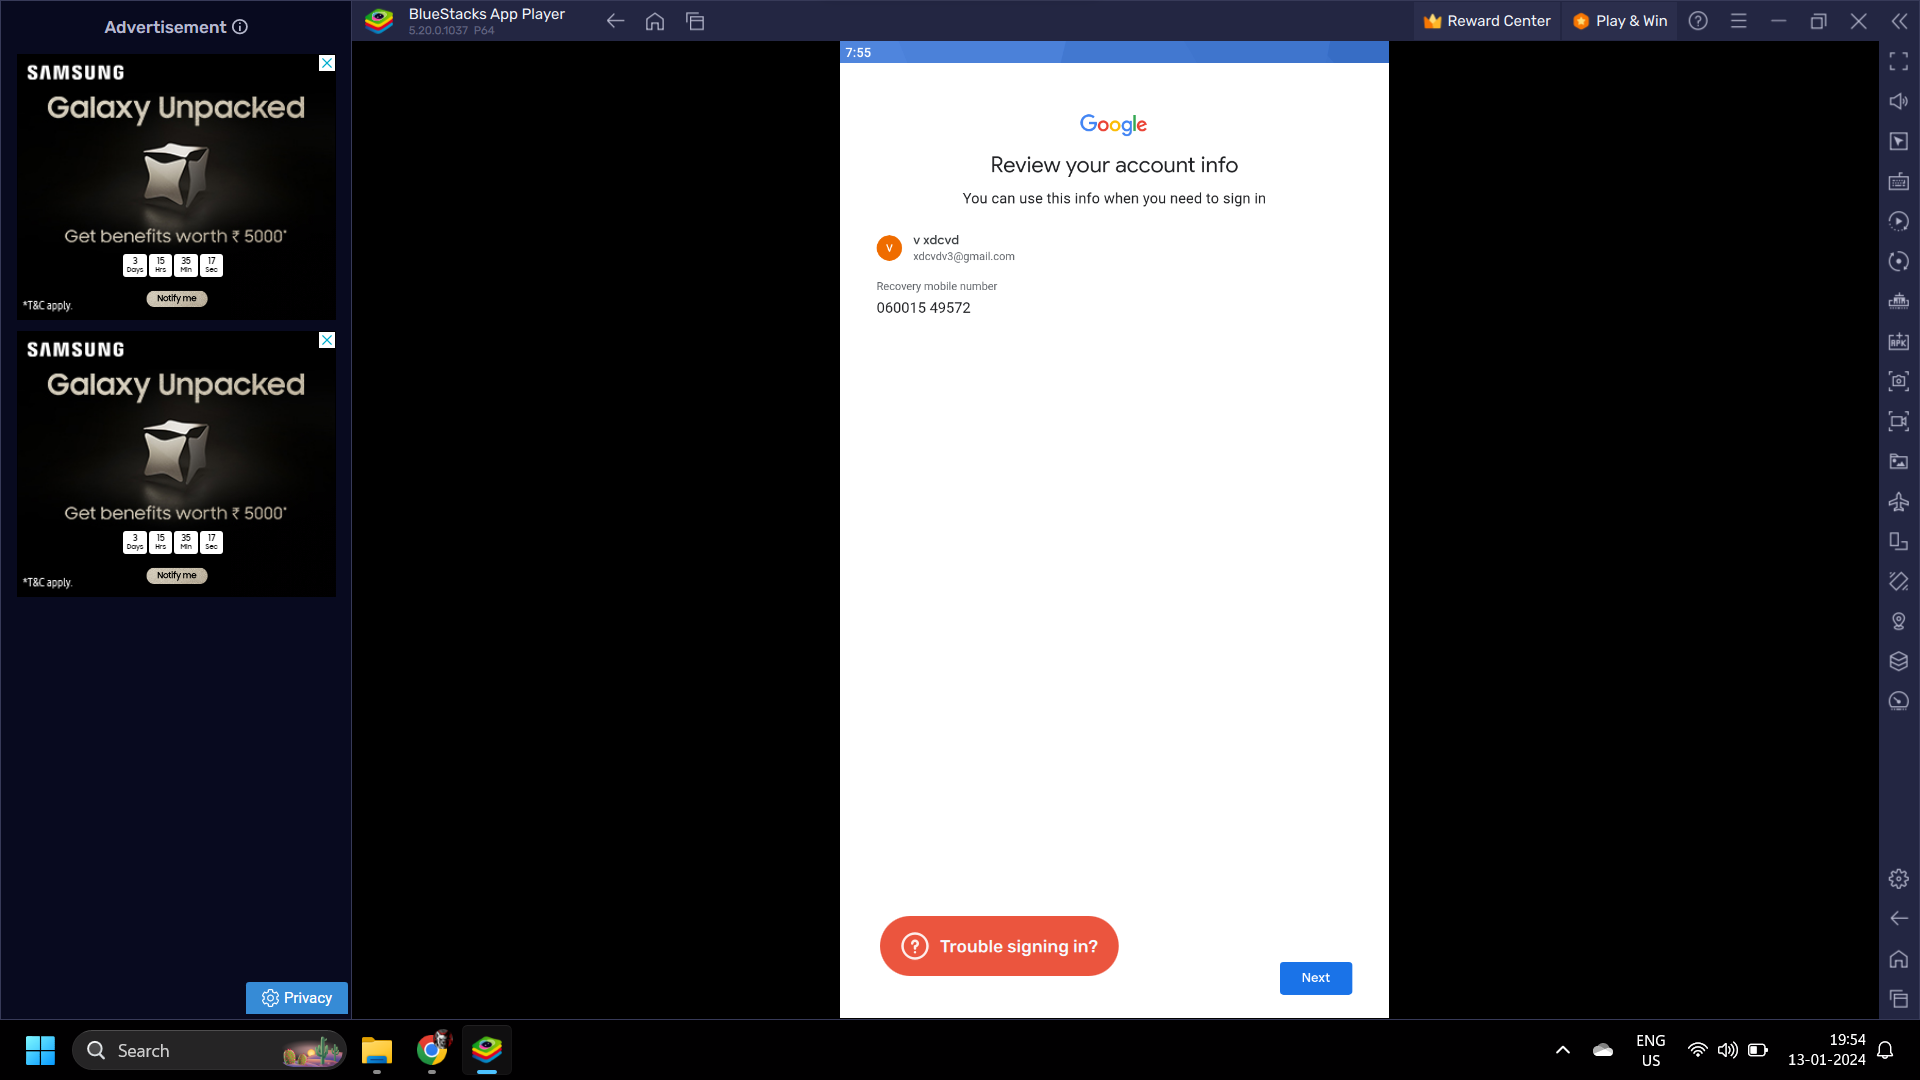 Advertisement
SAMSUNG
Galaxy Unpacked
Get benefits worth ₹ 5000*
3 15 35 17
Days Hrs Min Sec
Notify me
*T&C apply.
SAMSUNG
Galaxy Unpacked
Get benefits worth ₹ 5000*
3 15 35 17
Days Hrs Min Sec
Notify me
*T&C apply.
Privacy
BlueStacks App Player
5.20.0.1037 P64
Reward Center
Play & Win
7:55
Google
Review your account info
You can use this info when you need to sign in
v
v xdcvd
xdcvdv3@gmail.com
Recovery mobile number
060015 49572
Trouble signing in?
Next
APK
Search
ENG
US
19:54
13-01-2024